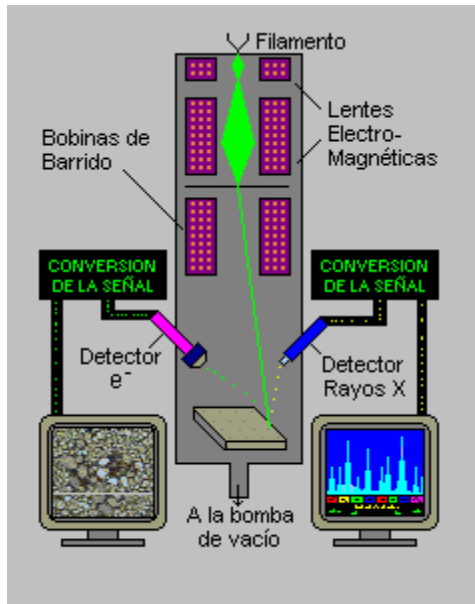 Filamento
Lentes
Electro-
Magnéticas
Bobinas de
Barrido
CONVERSION
DE LA SEÑAL
CONVERSION
DE LA SEÑAL
Detector
e-
Detector
Rayos X
A la bomba
de vacío